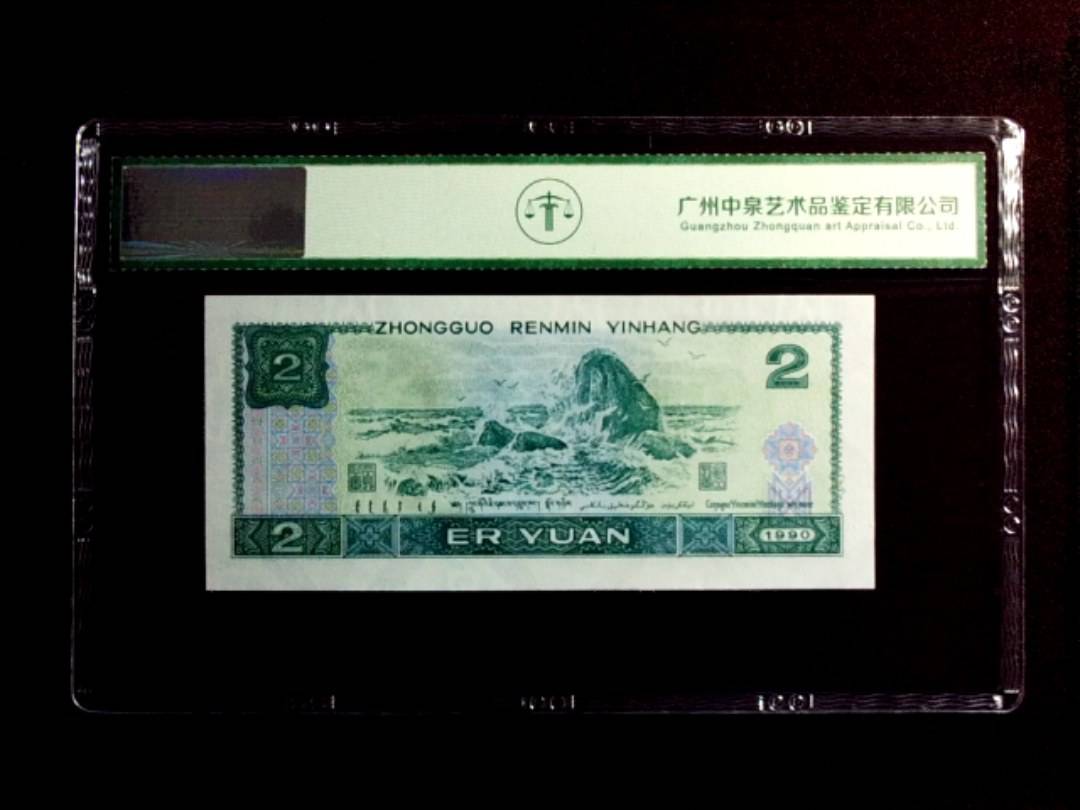 广州中泉艺术品鉴定有限公司
Guangzhou Zhongquan art Appraisal Co., Ltd.
ZHONGGUO RENMIN YINHANG
2
2
2
ER YUAN
1990